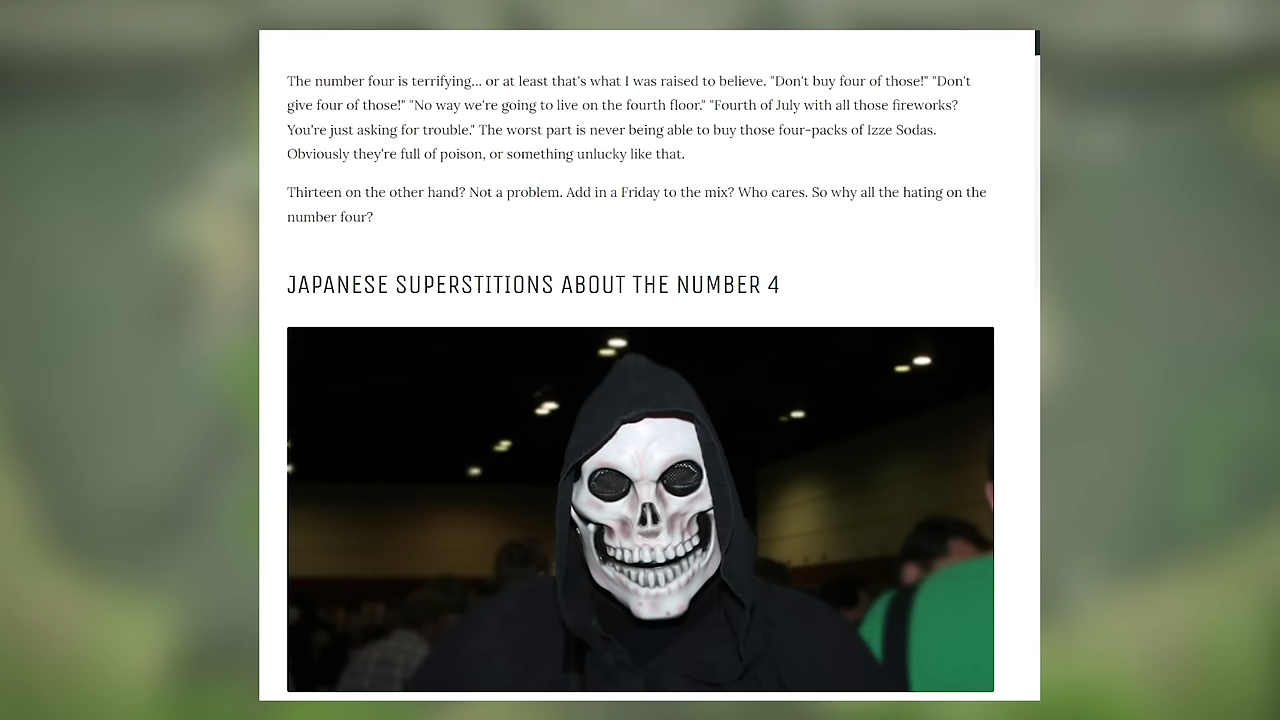 The number four is terrifying... or at least that's what I was raised to believe. "Don't buy four of those!" "Don't
give four of those!" "No way we're going to live on the fourth floor." "Fourth of July with all those fireworks?
You're just asking for trouble." The worst part is never being able to buy those four-packs of Izze Sodas.
Obviously they're full of poison, or something unlucky like that.
Thirteen on the other hand? Not a problem. Add in a Friday to the mix? Who cares. So why all the hating on the
number four?
JAPANESE SUPERSTITIONS ABOUT THE NUMBER 4